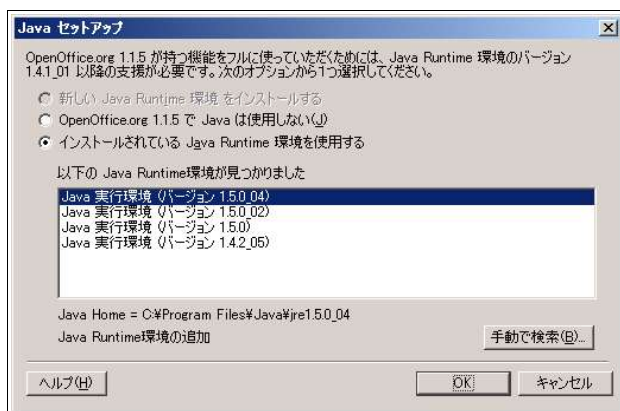 Java セットアップ
OpenOffice.org 1.1.5 が持つ機能をフルに使っていただくためには、Java Runtime 環境のバージョン
1.4.1_01 以降の支援が必要です。次のオプションから1つ選択してください。
新しい Java Runtime 環境 をインストールする
OpenOffice.org 1.1.5 で Java は使用しない(J)
インストールされている Java Runtime 環境を使用する
以下の Java Runtime環境が見つかりました
Java 実行環境 (バージョン 1.5.0_04)
Java 実行環境 (バージョン 1.5.0_02)
Java 実行環境 (バージョン 1.5.0)
Java 実行環境 (バージョン 1.4.2_05)
Java Home = C:¥Program Files¥Java¥jre1.5.0_04
Java Runtime環境の追加
手動で検索(B)...
ヘルプ(H)
OK
キャンセル